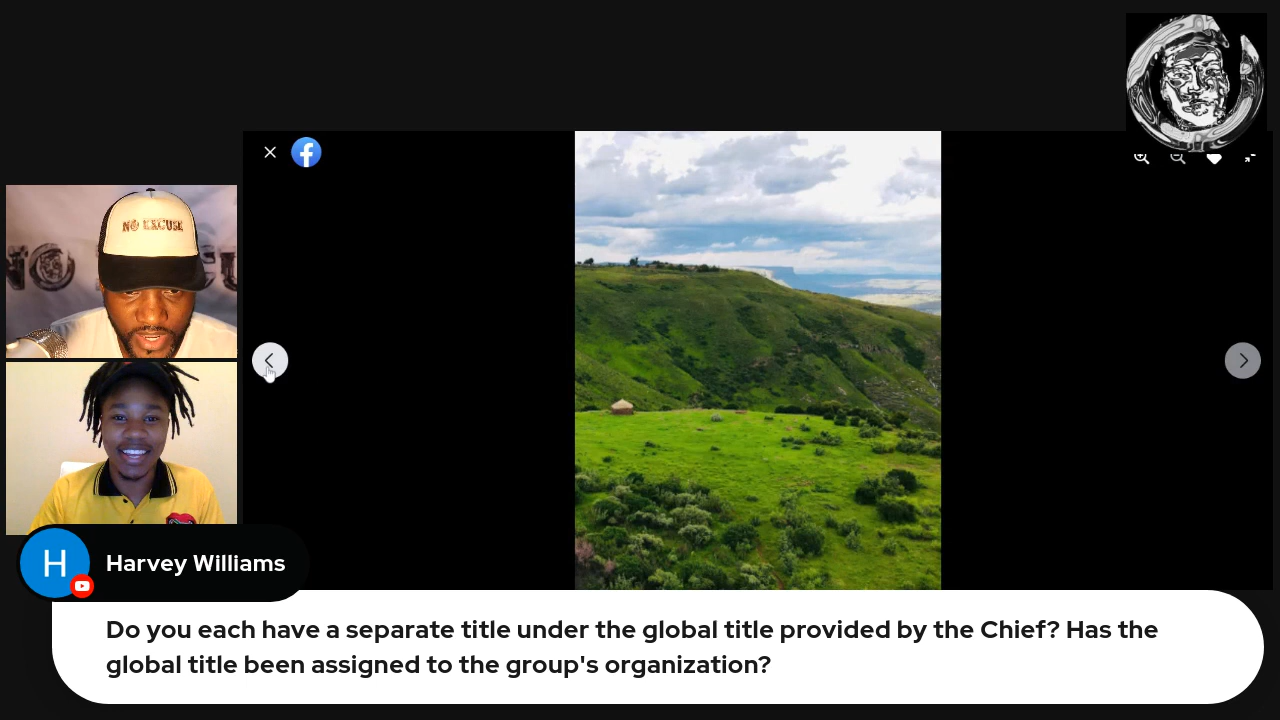 NO EXCUSE
H
Harvey Williams
Do you each have a separate title under the global title provided by the Chief? Has the
global title been assigned to the group's organization?